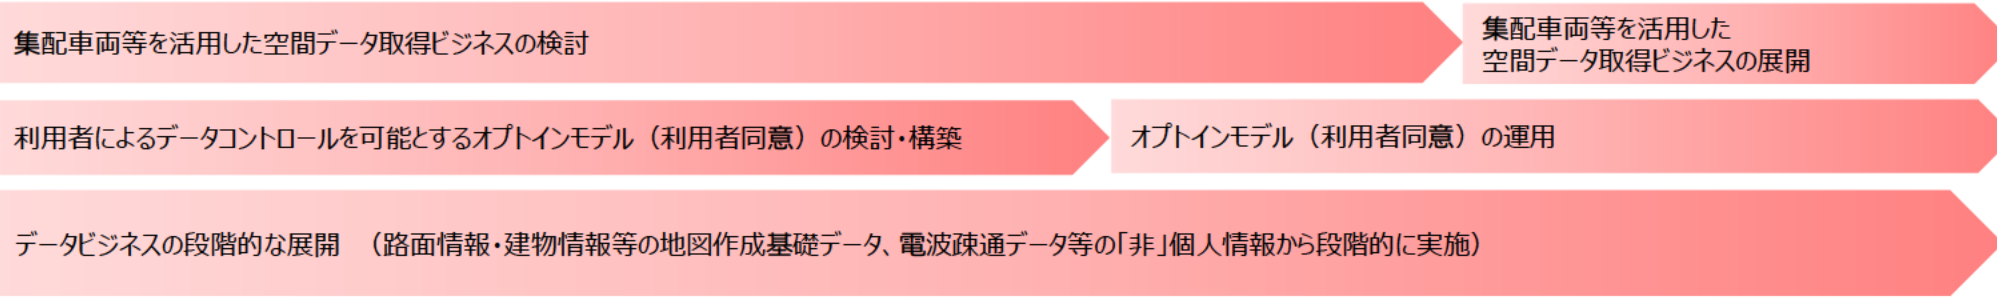 集配車両等を活用した空間データ取得ビジネスの検討
集配車両等を活用した
空間データ取得ビジネスの展開
利用者によるデータコントロールを可能とするオプトインモデル（利用者同意）の検討・構築
オプトインモデル（利用者同意）の運用
データビジネスの段階的な展開　（路面情報・建物情報等の地図作成基礎データ、電波疎通データ等の「非」個人情報から段階的に実施）